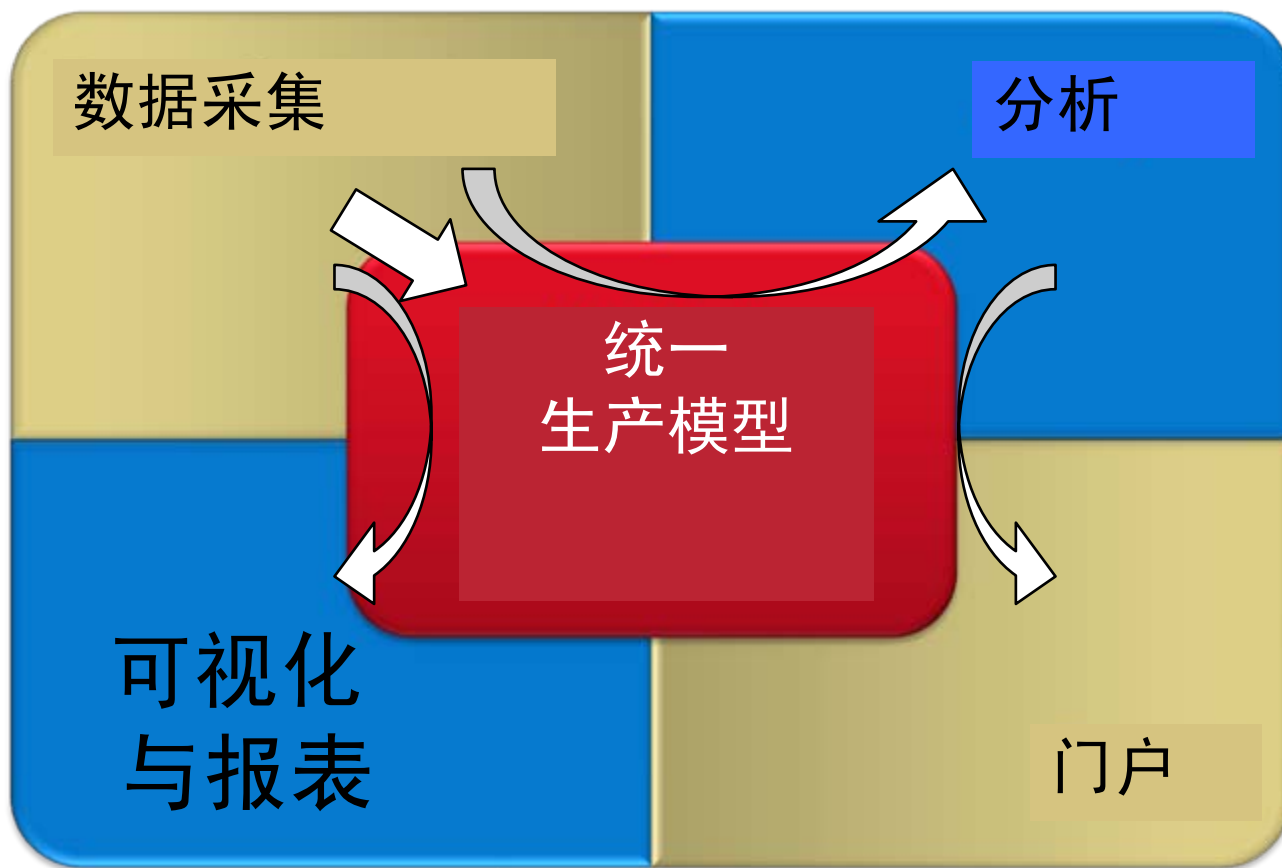 数据采集
分析
统一
生产模型
可视化
与报表
门户